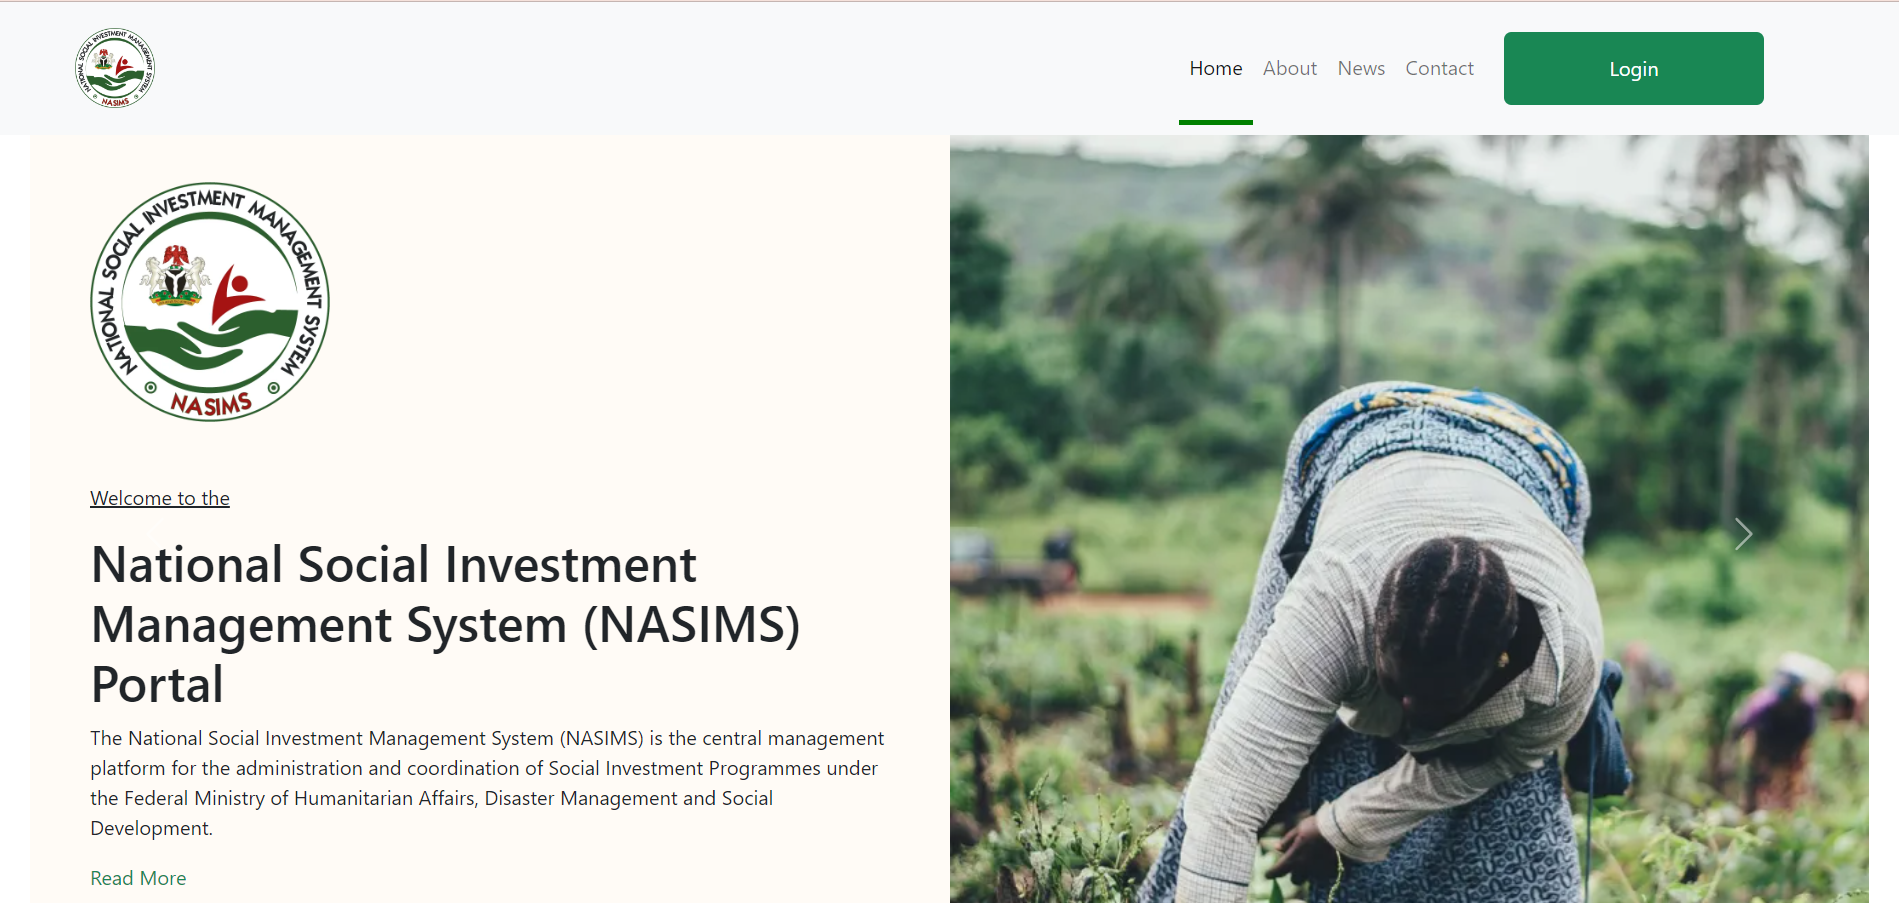 NATIONAL SOCIAL INVESTMENT MANAGEMENT SYSTEM
NASIMS
Home
About
News
Contact
Login
NATIONAL SOCIAL INVESTMENT MANAGEMENT SYSTEM
NASIMS
Welcome to the
National Social Investment
Management System (NASIMS)
Portal
The National Social Investment Management System (NASIMS) is the central management
platform for the administration and coordination of Social Investment Programmes under
the Federal Ministry of Humanitarian Affairs, Disaster Management and Social
Development.
Read More